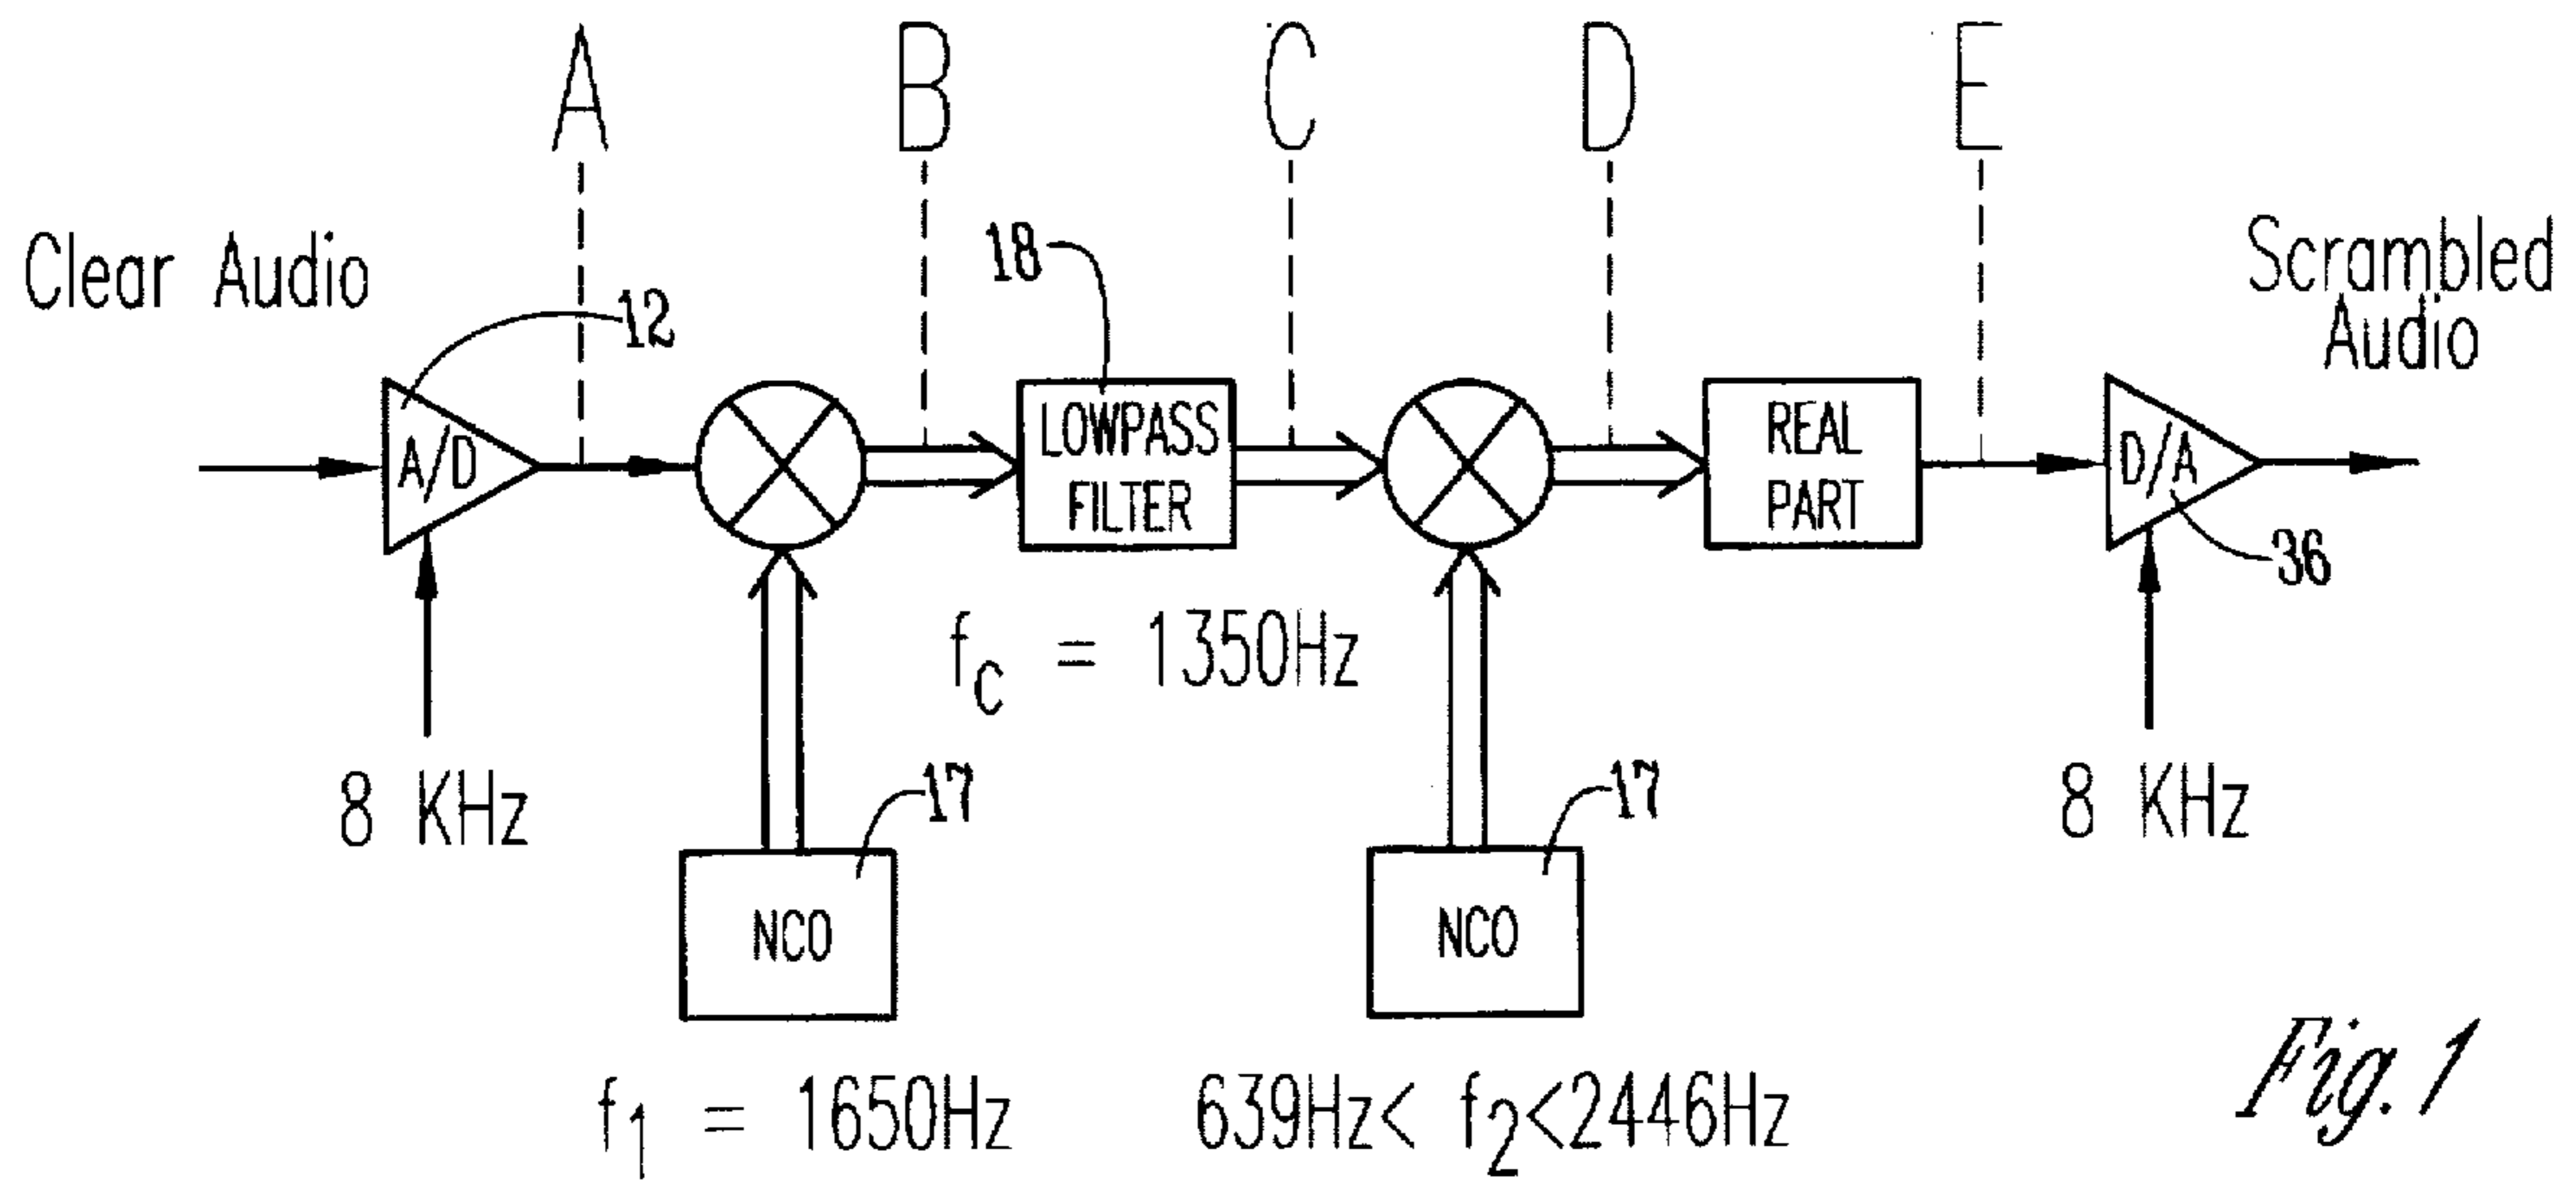 A
B
C
D
E
Clear Audio
12
18
Scrambled
Audio
A/D
LOWPASS
FILTER
REAL
PART
D/A
36
f_C = 1350Hz
8 KHz
17
17
8 KHz
NCO
NCO
f_1 = 1650Hz
639Hz< f_2<2446Hz
Fig. 1